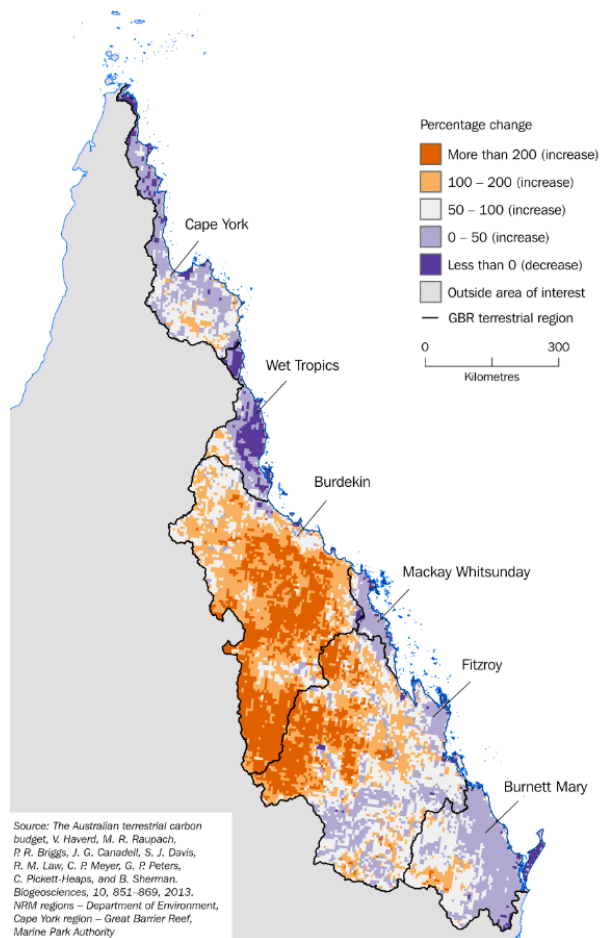 Percentage change
More than 200 (increase)
100 – 200 (increase)
50 – 100 (increase)
0 – 50 (increase)
Less than 0 (decrease)
Outside area of interest
GBR terrestrial region
0 300
Kilometres
Cape York
Wet Tropics
Burdekin
Mackay Whitsunday
Fitzroy
Burnett Mary
Source: The Australian terrestrial carbon
budget, V. Haverd, M. R. Raupach,
P. R. Briggs, J. G. Canadell, S. J. Davis,
R. M. Law, C. P. Meyer, G. P. Peters,
C. Pickett-Heaps, and B. Sherman.
Biogeosciences, 10, 851–869, 2013.
NRM regions – Department of Environment,
Cape York region – Great Barrier Reef,
Marine Park Authority